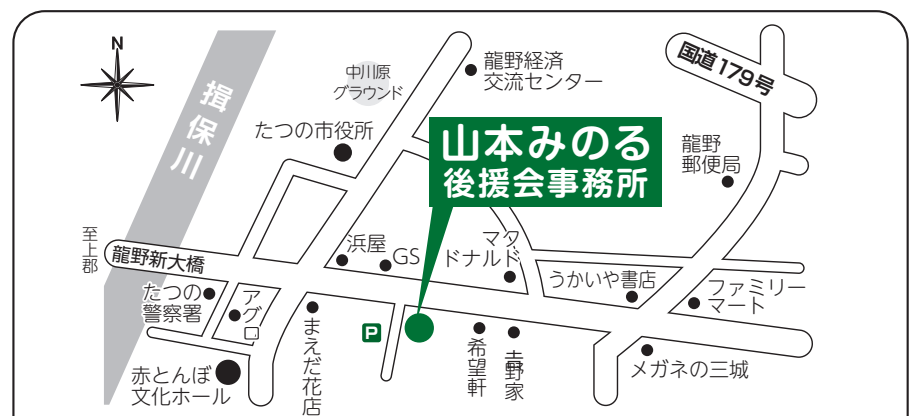 N
揖保川
中川原
グラウンド
龍野経済
交流センター
国道179号
たつの市役所
山本みのる
後援会事務所
龍野
郵便局
至上郡
龍野新大橋
浜屋
GS
マク
ドナルド
うかいや書店
ファミリー
マート
たつの
警察署
アグロ
まえだ花店
P
希望軒
吉野家
メガネの三城
赤とんぼ
文化ホール